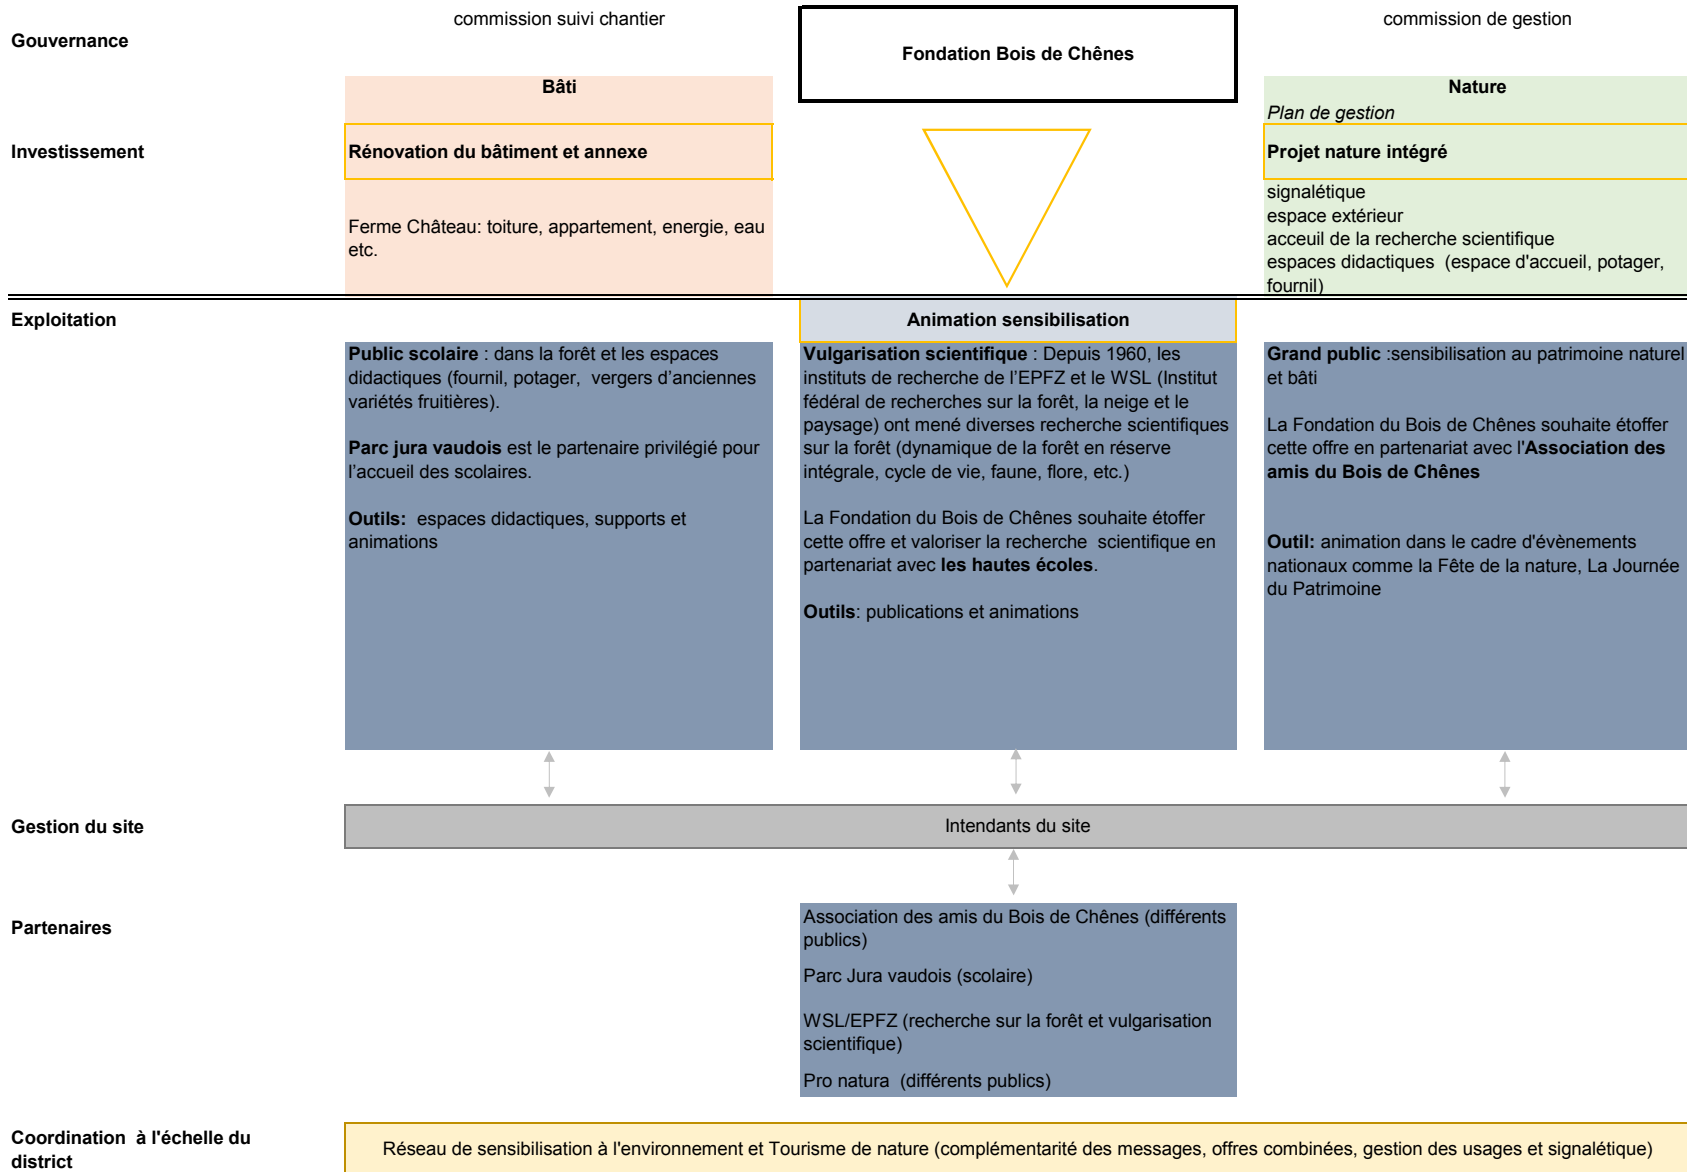 commission suivi chantier
commission de gestion
Gouvernance
Fondation Bois de Chênes
Bâti
Nature
Plan de gestion
Investissement
Rénovation du bâtiment et annexe
Projet nature intégré
Ferme Château: toiture, appartement, energie, eau
etc.
signalétique
espace extérieur
acceuil de la recherche scientifique
espaces didactiques  (espace d'accueil, potager,
fournil)
Exploitation
Animation sensibilisation
Public scolaire : dans la forêt et les espaces
didactiques (fournil, potager,  vergers d’anciennes
variétés fruitières).
Parc jura vaudois est le partenaire privilégié pour
l’accueil des scolaires.
Outils:  espaces didactiques, supports et
animations
Vulgarisation scientifique : Depuis 1960, les
instituts de recherche de l’EPFZ et le WSL (Institut
fédéral de recherches sur la forêt, la neige et le
paysage) ont mené diverses recherche scientifiques
sur la forêt (dynamique de la forêt en réserve
intégrale, cycle de vie, faune, flore, etc.)
La Fondation du Bois de Chênes souhaite étoffer
cette offre et valoriser la recherche  scientifique en
partenariat avec les hautes écoles.
Outils: publications et animations
Grand public :sensibilisation au patrimoine naturel
et bâti
La Fondation du Bois de Chênes souhaite étoffer
cette offre en partenariat avec l'Association des
amis du Bois de Chênes
Outil: animation dans le cadre d'évènements
nationaux comme la Fête de la nature, La Journée
du Patrimoine
Gestion du site
Intendants du site
Partenaires
Association des amis du Bois de Chênes (différents
publics)
Parc Jura vaudois (scolaire)
WSL/EPFZ (recherche sur la forêt et vulgarisation
scientifique)
Pro natura  (différents publics)
Coordination  à l'échelle du
district
Réseau de sensibilisation à l'environnement et Tourisme de nature (complémentarité des messages, offres combinées, gestion des usages et signalétique)